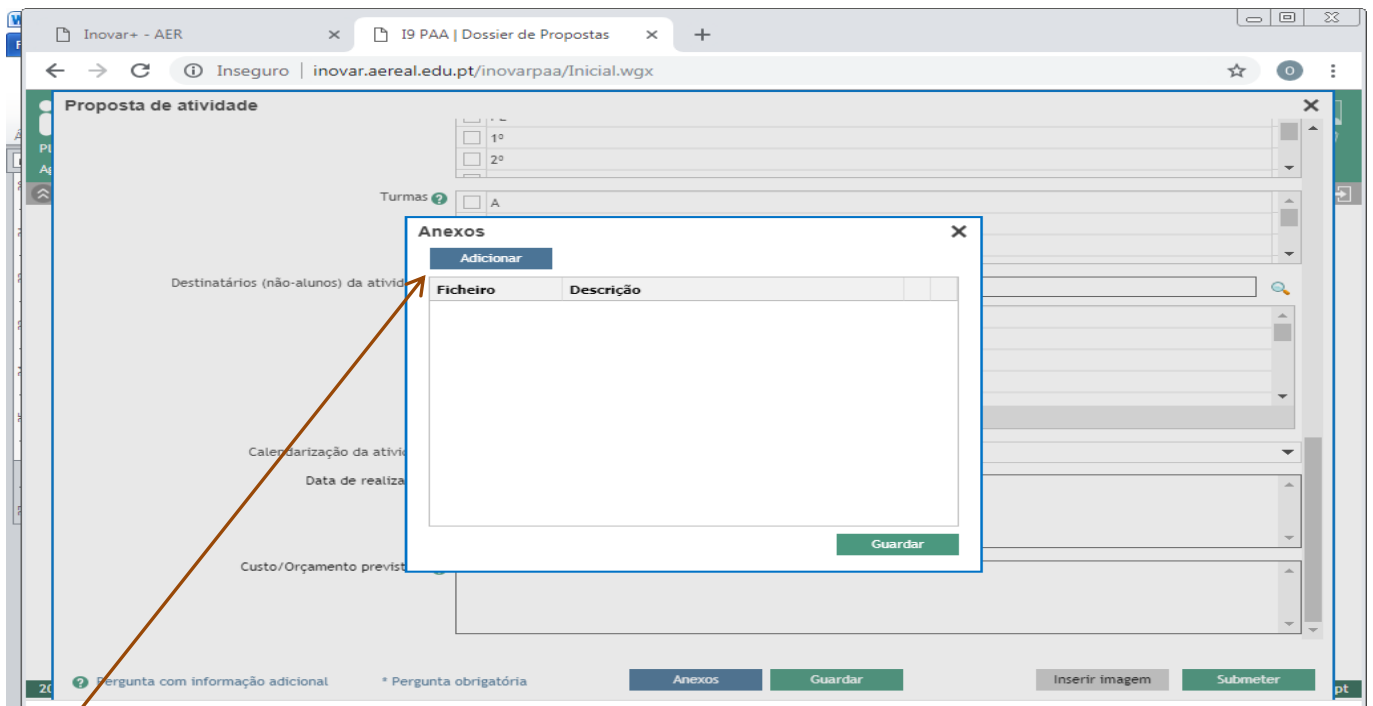 Inovar+ - AER
I9 PAA | Dossier de Propostas
Inseguro | inovar.aereal.edu.pt/inovarpaa/Inicial.wgx
O
Proposta de atividade
1º
2º
Turmas
A
Anexos
Adicionar
Destinatários (não-alunos) da ativid
Ficheiro Descrição
Calendarização da ativid
Data de realiza
Guardar
Custo/Orçamento previst
Pergunta com informação adicional * Pergunta obrigatória Anexos Guardar Inserir imagem Submeter
20 pt